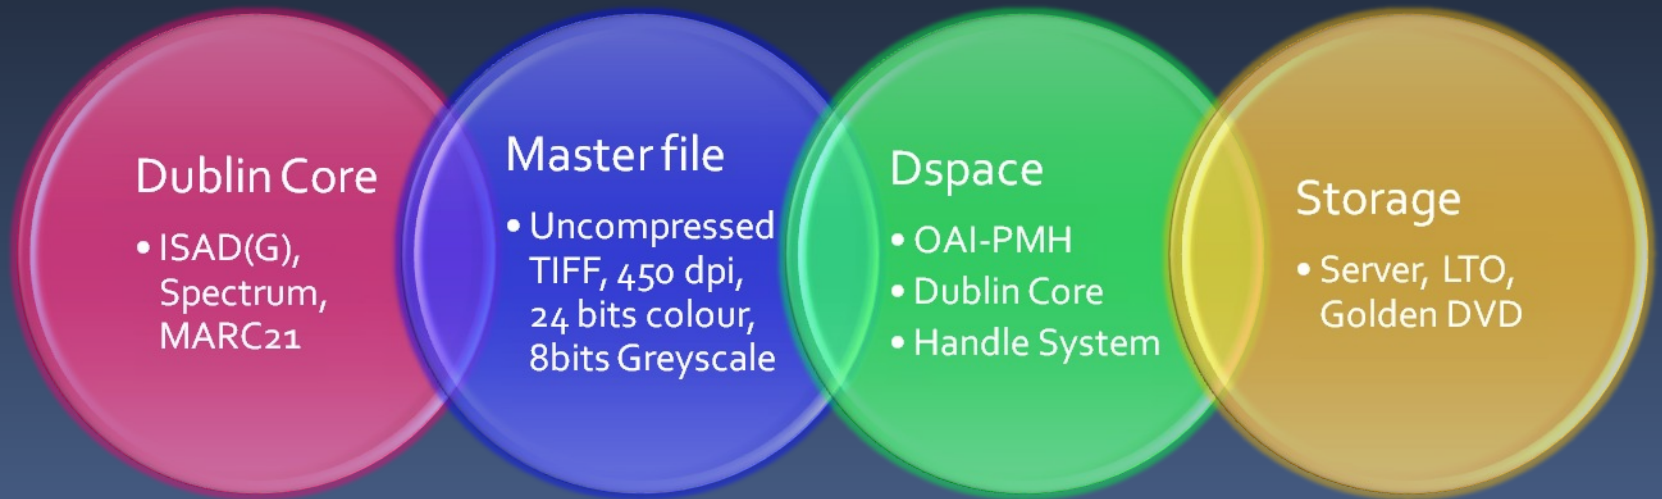 Dublin Core
• ISAD(G),
Spectrum,
MARC21
Master file
• Uncompressed
TIFF, 450 dpi,
24 bits colour,
8bits Greyscale
Dspace
• OAI-PMH
• Dublin Core
• Handle System
Storage
• Server, LTO,
Golden DVD